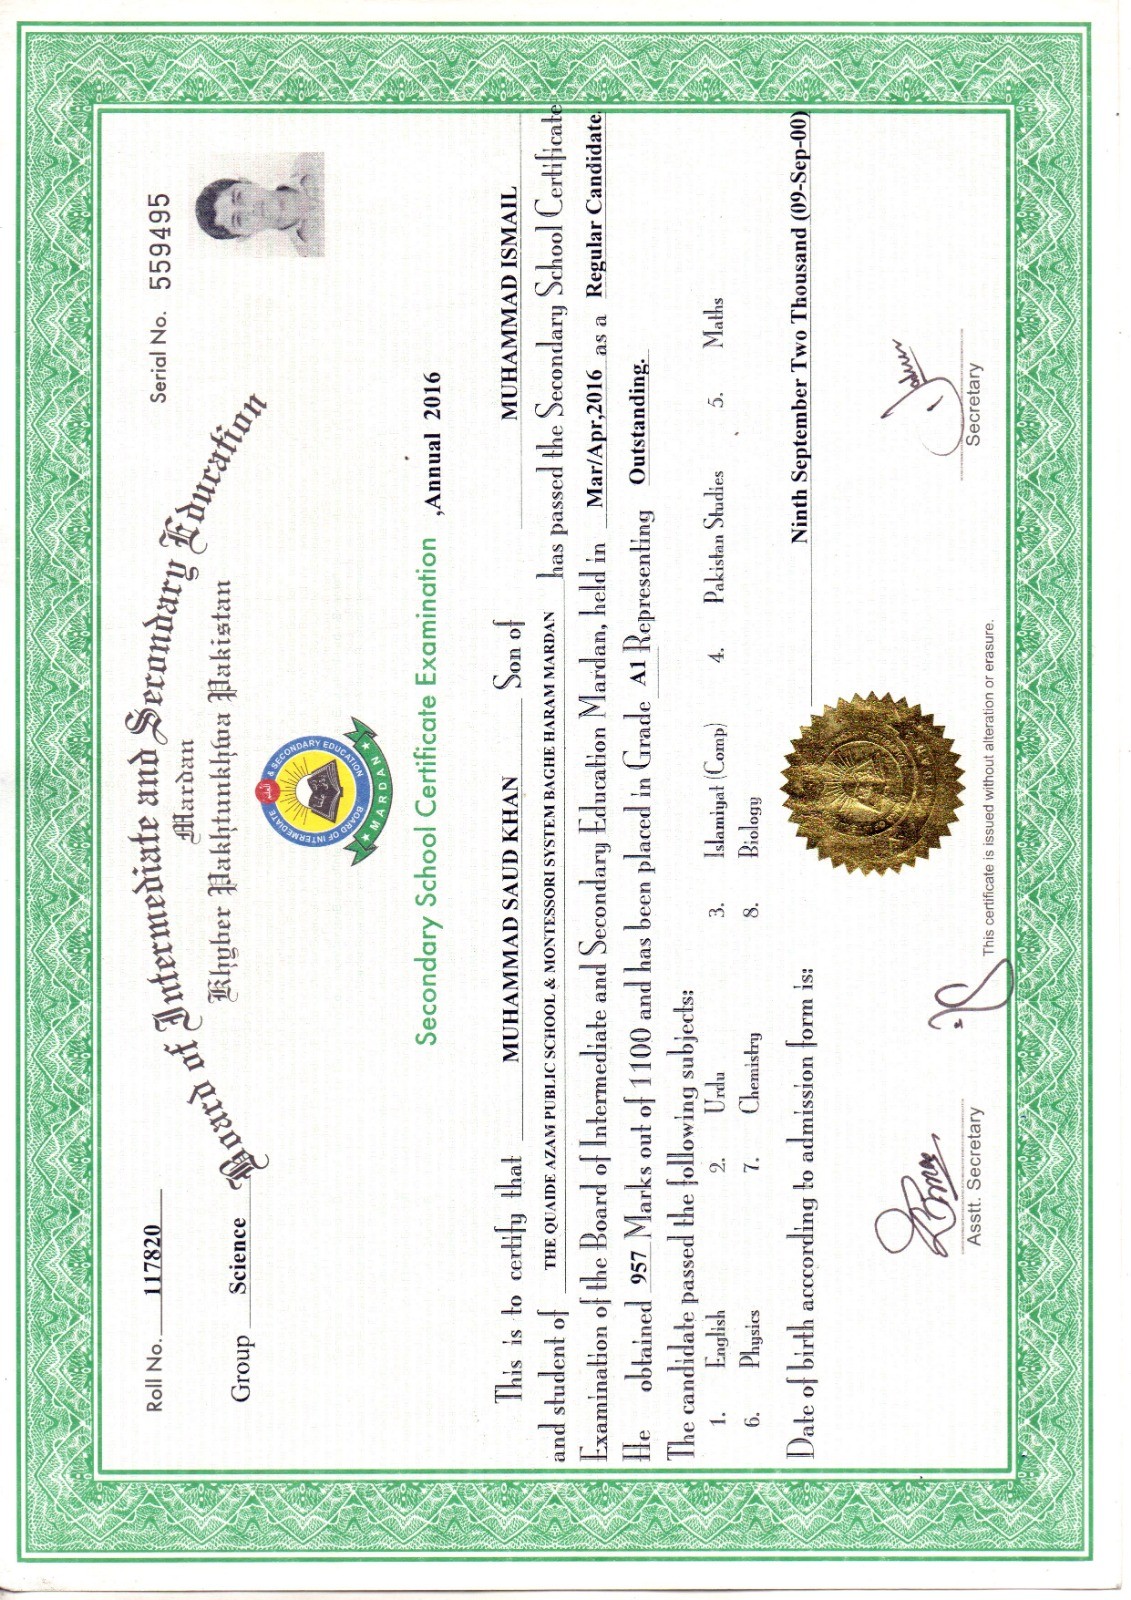 Serial No. 559495
Roll No. 117820
Board of Intermediate and Secondary Education
Mardan
Group Science
Khyber Pakhtunkhwa Pakistan
BOARD OF INTERMEDIATE & SECONDARY EDUCATION
MARDAN
Secondary School Certificate Examination ,Annual 2016
This is to certify that MUHAMMAD SAUD KHAN Son of MUHAMMAD ISMAIL
and student of THE QUAIDE AZAM PUBLIC SCHOOL & MONTESSORI SYSTEM BAGHE HARAM MARDAN has passed the Secondary School Certificate
Examination of the Board of Intermediate and Secondary Education Mardan, held in Mar/Apr,2016 as a Regular Candidate.
He obtained 957 Marks out of 1100 and has been placed in Grade A1 Representing Outstanding.
The candidate passed the following subjects:
1. English 2. Urdu 3. Islamiyat (Comp) 4. Pakistan Studies 5. Maths
6. Physics 7. Chemistry 8. Biology
Date of birth acccording to admission form is: Ninth September Two Thousand (09-Sep-00)
Asstt. Secretary
Secretary
This certificate is issued without alteration or erasure.